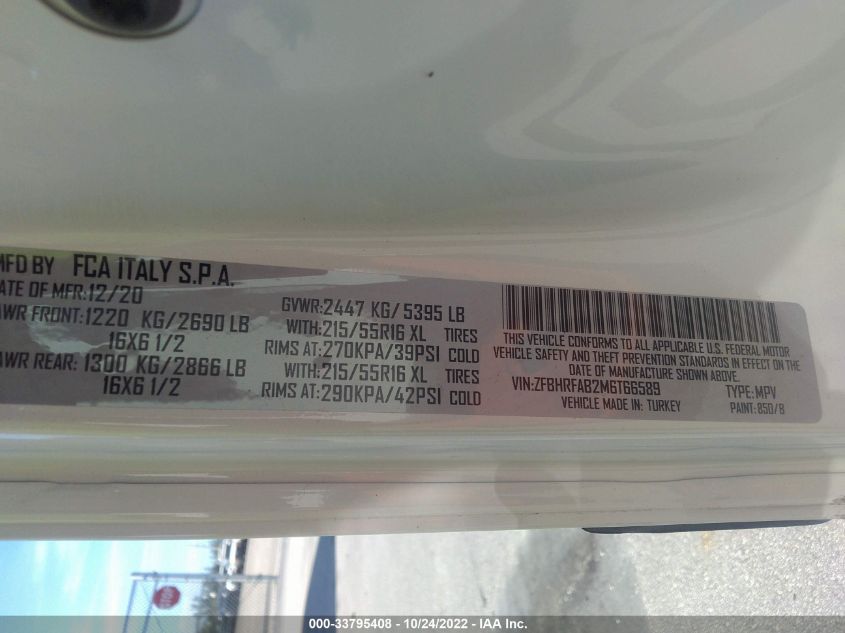 MFD BY FCA ITALY S.P.A.
DATE OF MFR:12/20
GAWR FRONT:1220 KG/2690 LB
16X6 1/2
GAWR REAR: 1300 KG/2866 LB
16X6 1/2
GVWR:2447 KG/5395 LB
WITH:215/55R16 XL TIRES
RIMS AT:270KPA/39PSI COLD
WITH:215/55R16 XL TIRES
RIMS AT:290KPA/42PSI COLD
THIS VEHICLE CONFORMS TO ALL APPLICABLE U.S. FEDERAL MOTOR
VEHICLE SAFETY AND THEFT PREVENTION STANDARDS IN EFFECT ON THE
DATE OF MANUFACTURE SHOWN ABOVE.
VIN:ZFBHRFAB2M6T66589 TYPE:MPV
VEHICLE MADE IN: TURKEY PAINT: 850/B
STOP
000-33795408 - 10/24/2022 - IAA Inc.